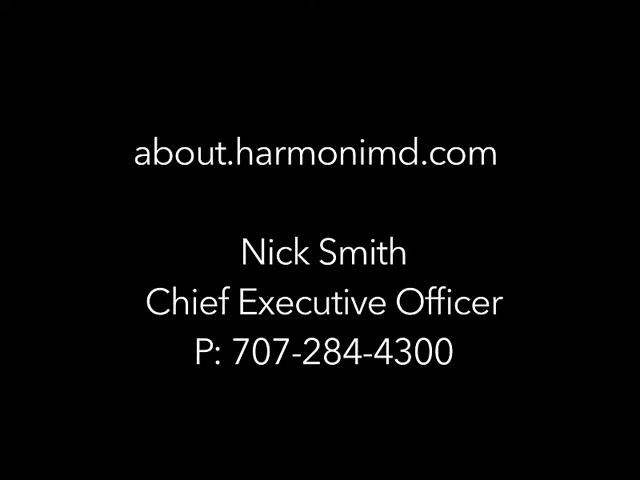 about.harmonimd.com
Nick Smith
Chief Executive Officer
P: 707-284-4300